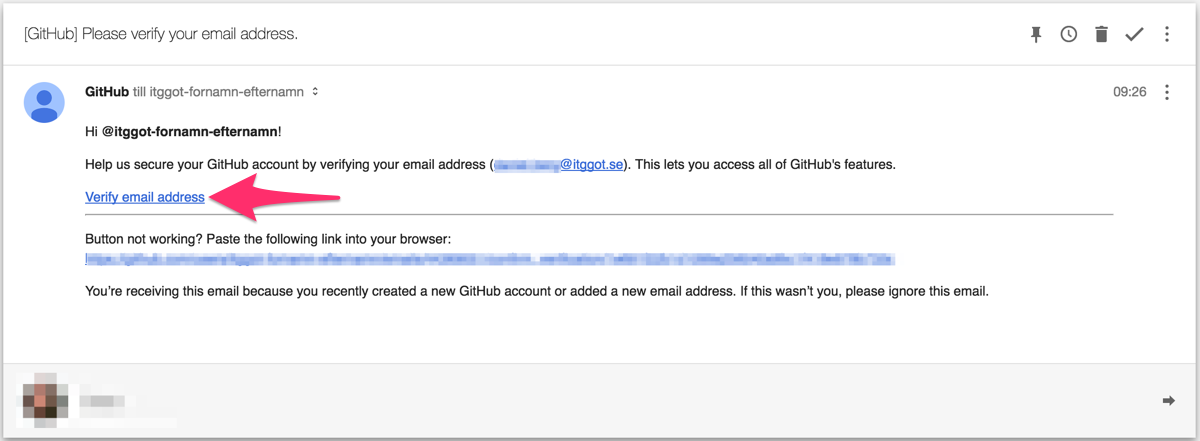 [GitHub] Please verify your email address.
GitHub till itggot-fornamn-efternamn
09:26
Hi @itggot-fornamn-efternamn!
Help us secure your GitHub account by verifying your email address (@itggot.se). This lets you access all of GitHub's features.
Verify email address
Button not working? Paste the following link into your browser:
You’re receiving this email because you recently created a new GitHub account or added a new email address. If this wasn’t you, please ignore this email.